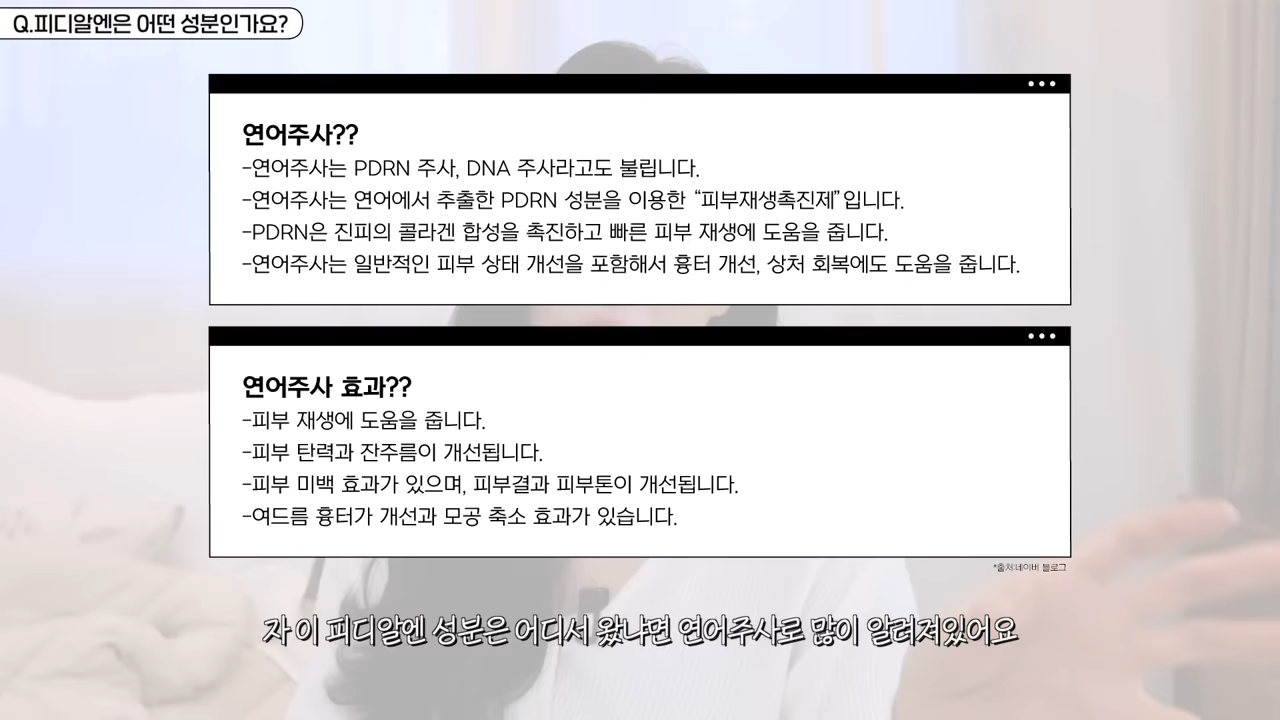 Q.피디알엔은 어떤 성분인가요?
연어주사??
-연어주사는 PDRN 주사, DNA 주사라고도 불립니다.
-연어주사는 연어에서 추출한 PDRN 성분을 이용한 “피부재생촉진제”입니다.
-PDRN은 진피의 콜라겐 합성을 촉진하고 빠른 피부 재생에 도움을 줍니다.
-연어주사는 일반적인 피부 상태 개선을 포함해서 흉터 개선, 상처 회복에도 도움을 줍니다.
연어주사 효과??
-피부 재생에 도움을 줍니다.
-피부 탄력과 잔주름이 개선됩니다.
-피부 미백 효과가 있으며, 피부결과 피부톤이 개선됩니다.
-여드름 흉터가 개선과 모공 축소 효과가 있습니다.
*출처:네이버 블로그
자 이 피디알엔 성분은 어디서 왔냐면 연어주사로 많이 알려져있어요